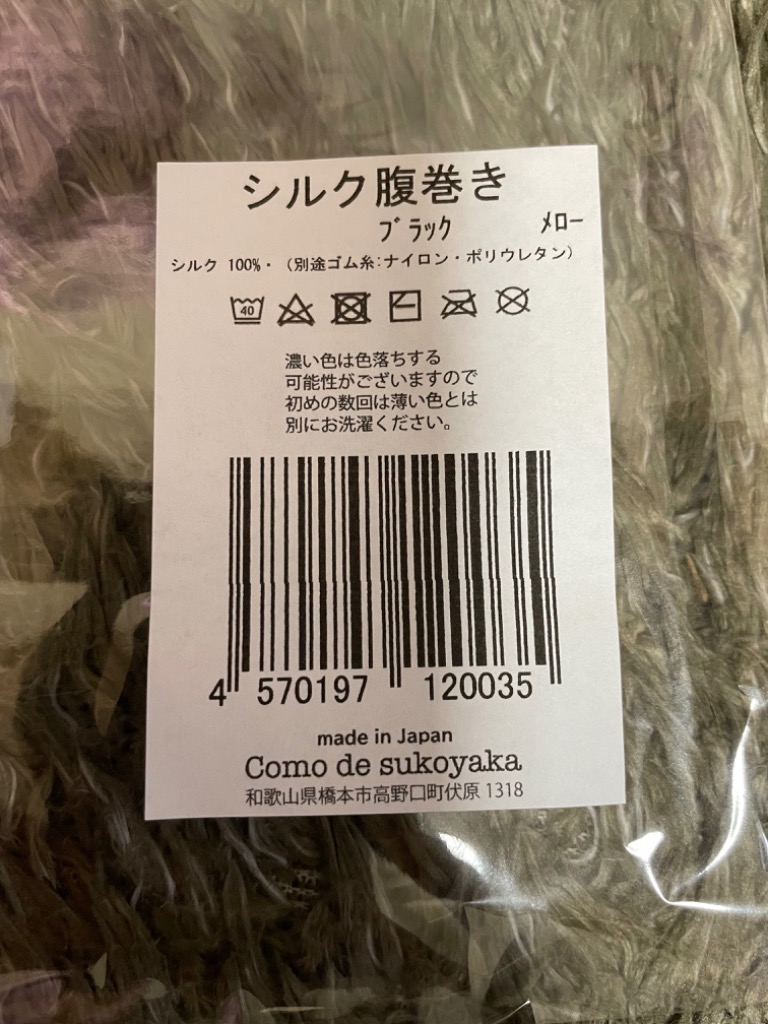 シルク腹巻き
ﾌﾞﾗｯｸ ﾒﾛｰ
シルク 100%・（別途ゴム糸:ナイロン・ポリウレタン）
40
濃い色は色落ちする
可能性がございますので
初めの数回は薄い色とは
別にお洗濯ください。
4 570197 120035
made in Japan
Como de sukoyaka
和歌山県橋本市高野口町伏原 1318